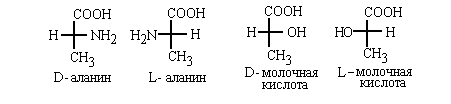 COOH COOH COOH COOH
H NH2 H2N H H OH HO H
CH3 CH3 CH3 CH3
D-аланин L-аланин D-молочная кислота L-молочная кислота